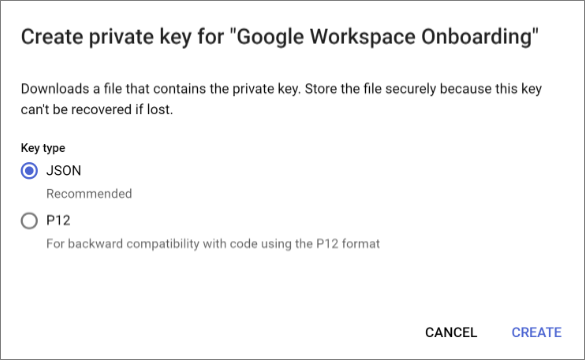 Create private key for "Google Workspace Onboarding"
Downloads a file that contains the private key. Store the file securely because this key
can't be recovered if lost.
Key type
JSON
Recommended
P12
For backward compatibility with code using the P12 format
CANCEL CREATE